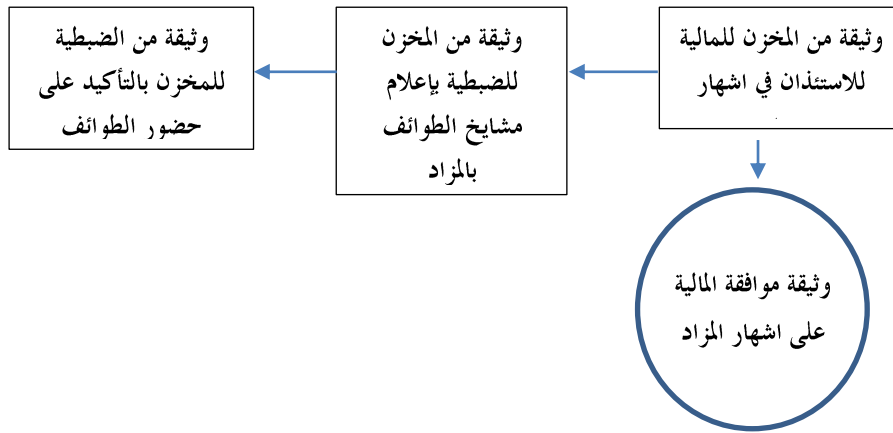 وثيقة من المخزن للمالية
للاستئذان في اشهار
وثيقة من المخزن
للضبطية بإعلام
مشايخ الطوائف
بالمزاد
وثيقة من الضبطية
للمخزن بالتأكيد على
حضور الطوائف
وثيقة موافقة المالية
على اشهار المزاد